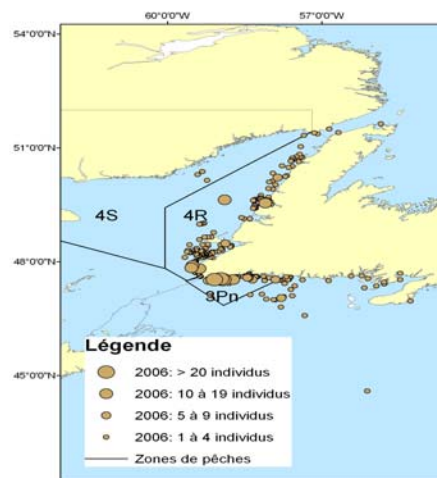 60°0'0"W 57°0'0"W
54°0'0"N
51°0'0"N
4S 4R
48°0'0"N
3Pn
Légende
45°0'0"N
2006: > 20 individus
2006: 10 à 19 individus
2006: 5 à 9 individus
2006: 1 à 4 individus
Zones de pêches